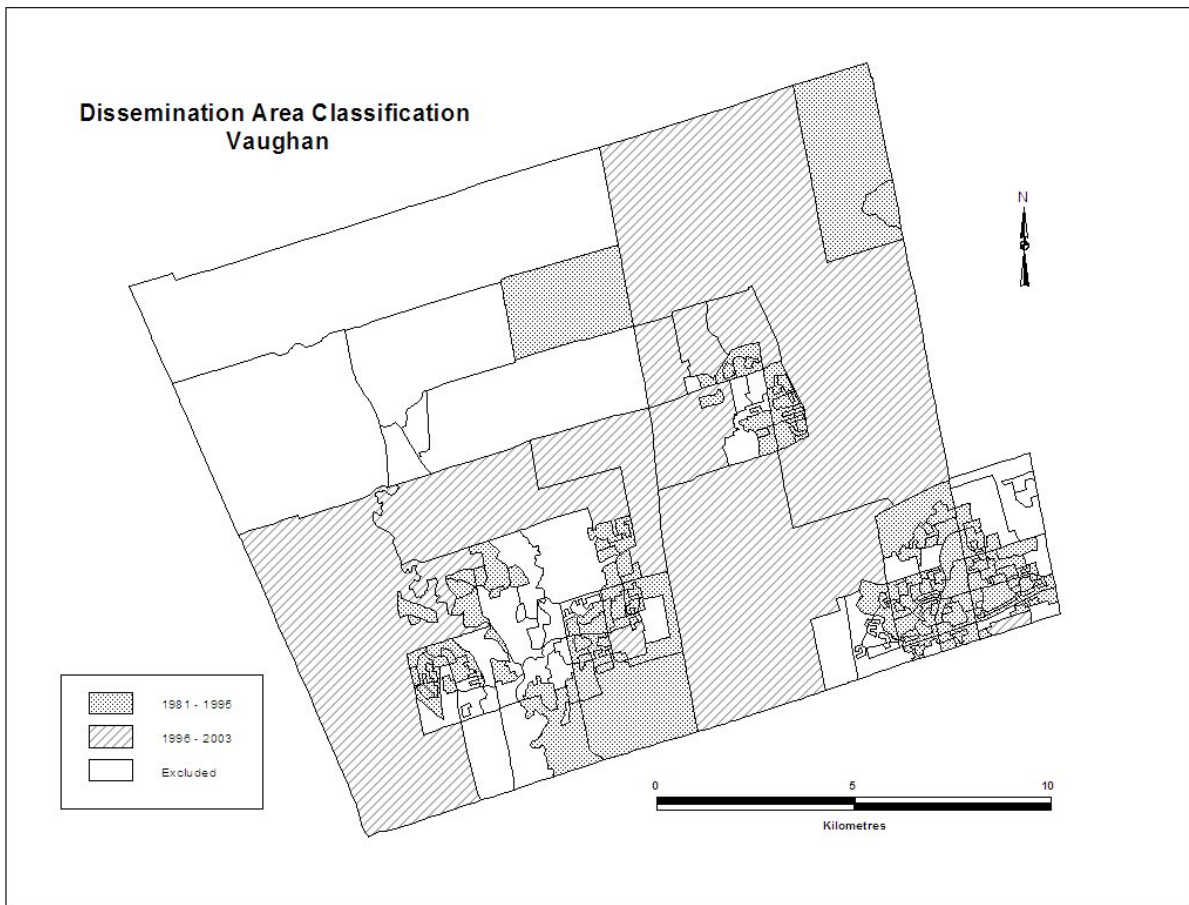 Dissemination Area Classification
Vaughan
N
1981 - 1995
1996 - 2003
Excluded
0 5 10
Kilometres